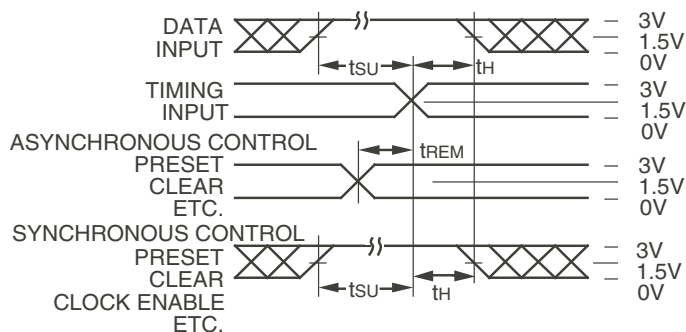 DATA
INPUT
3V
1.5V
0V
tSU
tH
TIMING
INPUT
3V
1.5V
0V
ASYNCHRONOUS CONTROL
tREM
PRESET
CLEAR
ETC.
3V
1.5V
0V
SYNCHRONOUS CONTROL
PRESET
CLEAR
CLOCK ENABLE
ETC.
3V
1.5V
0V
tSU
tH